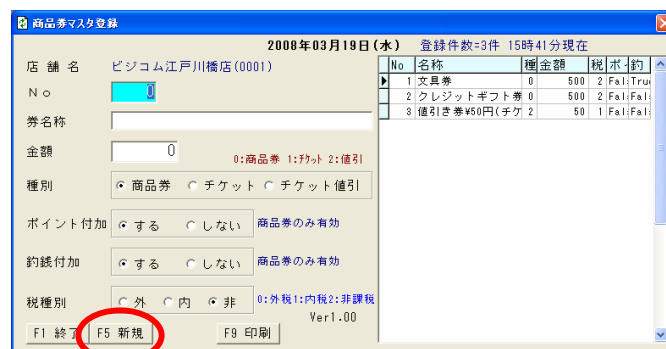 商品券マスタ登録
2008年03月19日(水) 登録件数=3件 15時41分現在
店 舗 名 ビジコム江戸川橋店(0001)
No 0
券名称
金額 0
0:商品券 1:ﾁｹｯﾄ 2:値引
種別 商品券 チケット チケット値引
ポイント付加 する しない 商品券のみ有効
釣銭付加 する しない 商品券のみ有効
税種別 外 内 非 0:外税1:内税2:非課税
Ver1.00
F1 終了 F5 新規 F9 印刷
No 名称 種 金額 税 ポ 釣
1 文具券 0 500 2 Fal Tru
2 クレジットギフト券 0 500 2 Fal Fal
3 値引き券¥50円(チケ 2 50 1 Fal Fal